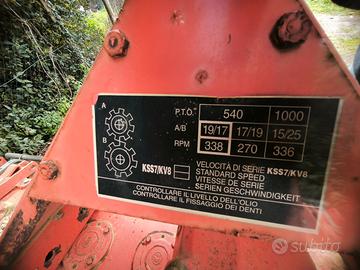 A
B
P.T.O. 540 1000
A/B 19/17 17/19 15/25
RPM 338 270 336
KSS7/KV8
VELOCITÀ DI SERIE KSS7/KV8
STANDARD SPEED
VITESSE DE SERIE
SERIEN GESCHWINDIGKEIT
CONTROLLARE IL LIVELLO DELL'OLIO
CONTROLLARE IL FISSAGGIO DEI DENTI
subito